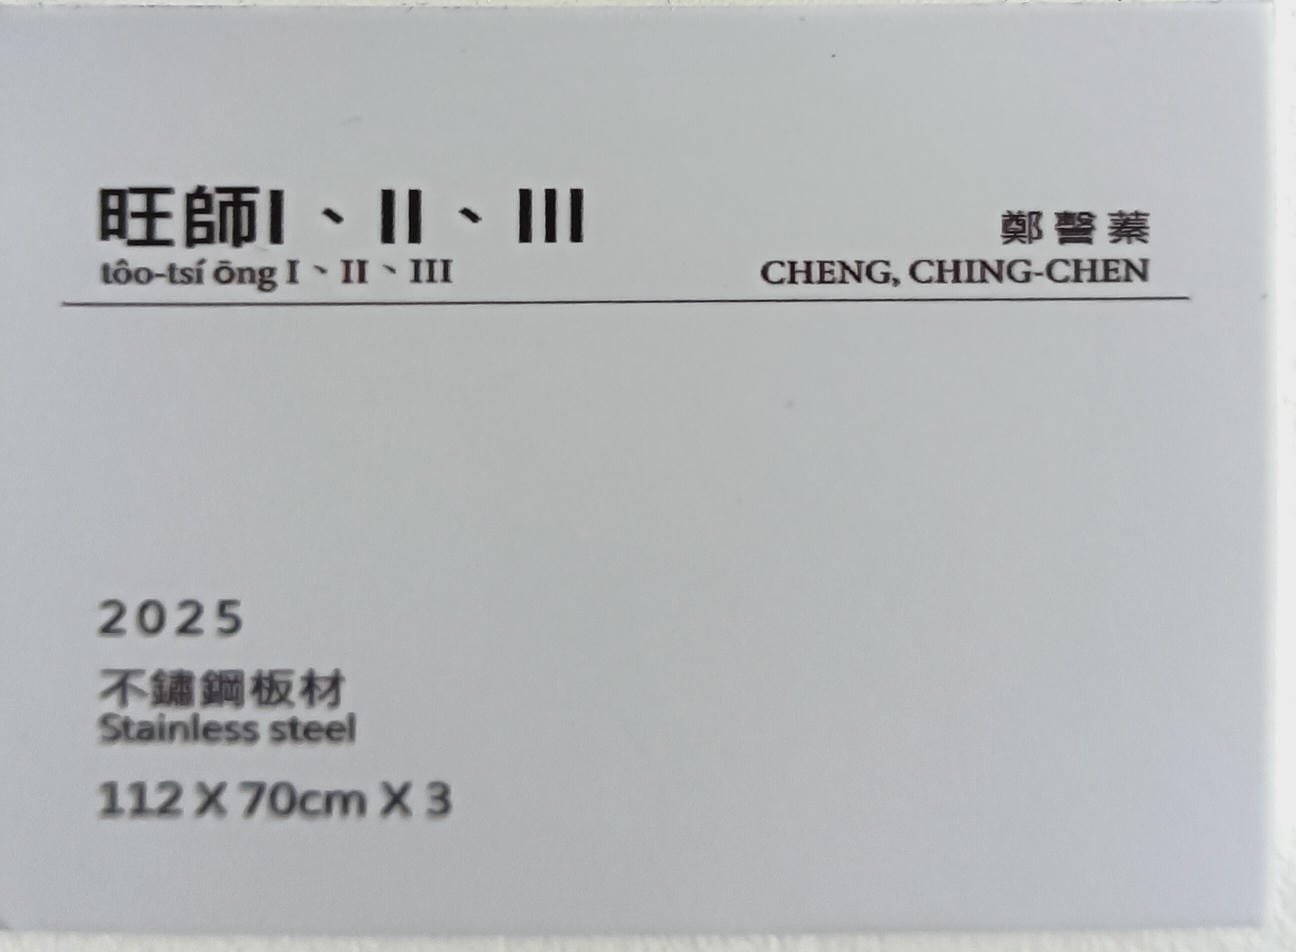 旺師I、II、III
tôo-tsí ōng I、II、III
鄭謦蓁
CHENG, CHING-CHEN
2025
不鏽鋼板材
Stainless steel
112 X 70cm X 3